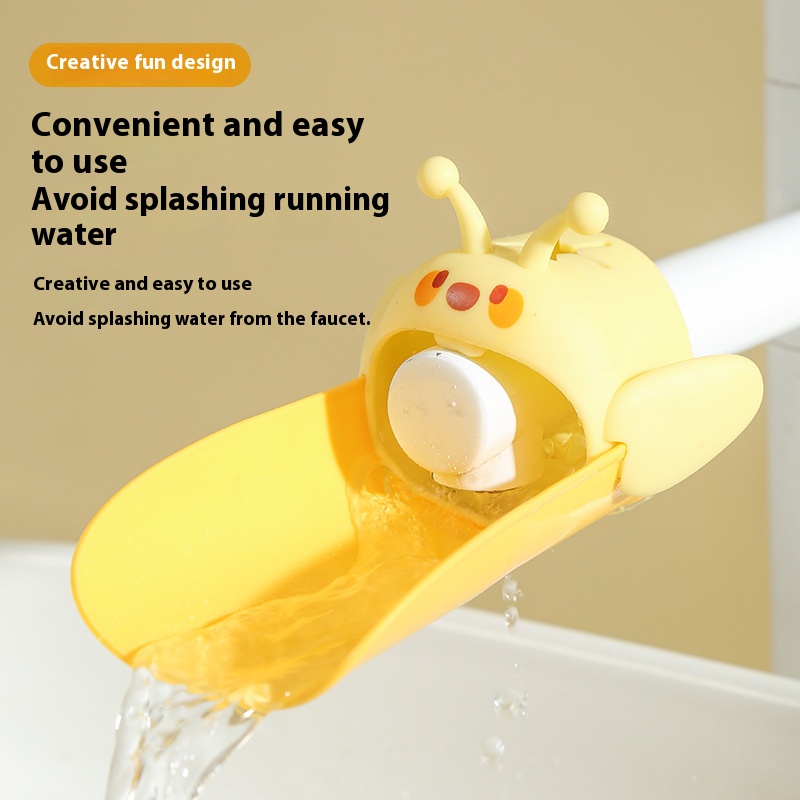 Creative fun design
Convenient and easy
to use
Avoid splashing running
water
Creative and easy to use
Avoid splashing water from the faucet.